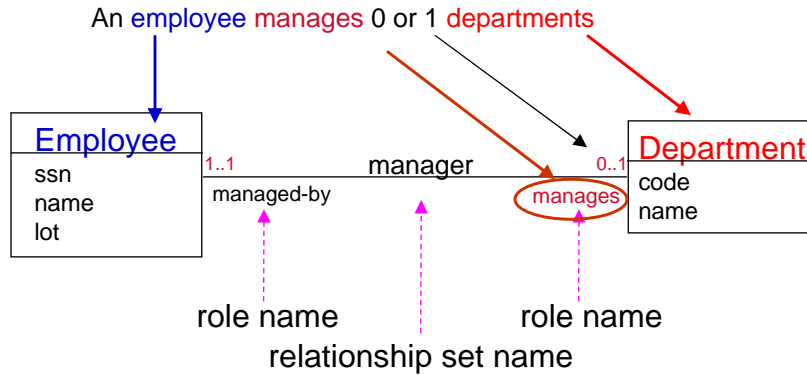 An employee manages 0 or 1 departments
Employee
ssn
name
lot
1..1
managed-by
manager
0..1
manages
Department
code
name
role name
role name
relationship set name